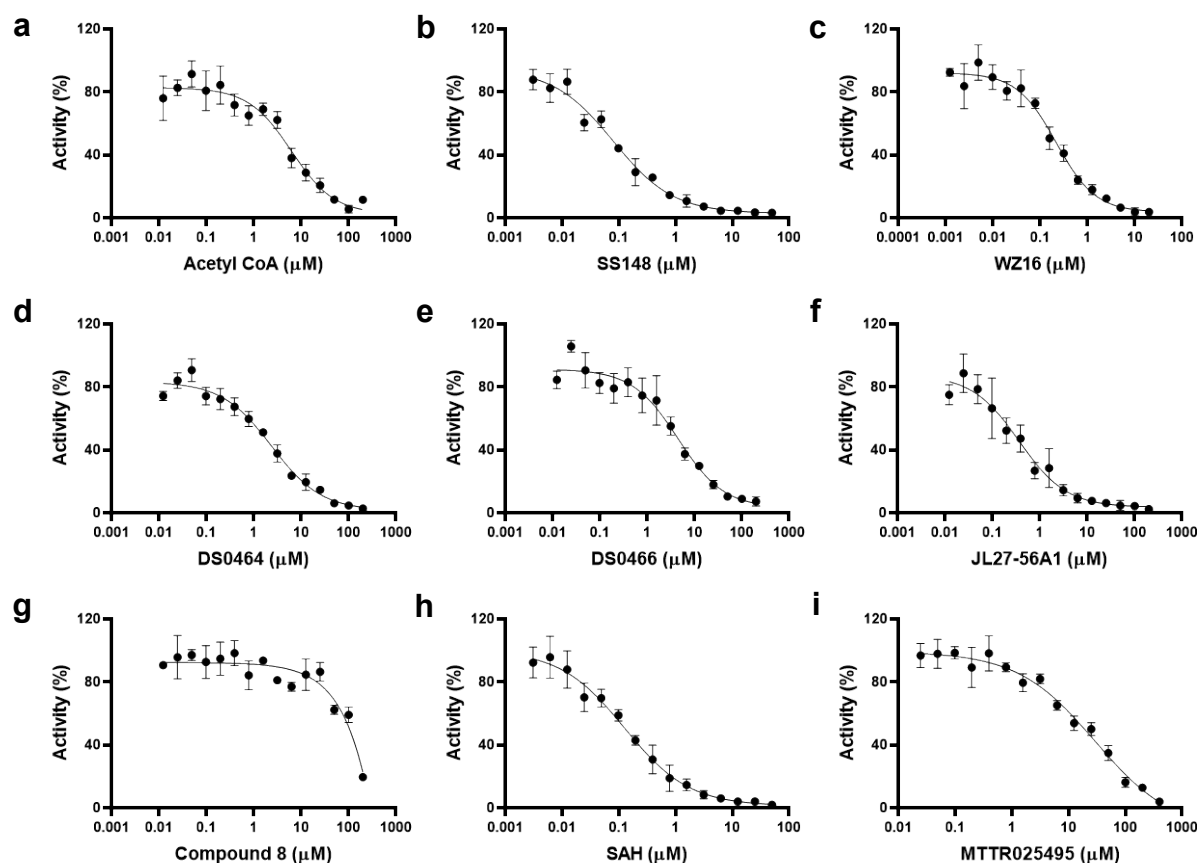 a
120
80
40
0
Activity (%)
0.001 0.01 0.1 1 10 100 1000
Acetyl CoA (μM)
b
120
80
40
0
Activity (%)
0.001 0.01 0.1 1 10 100
SS148 (μM)
c
120
80
40
0
Activity (%)
0.0001 0.001 0.01 0.1 1 10 100
WZ16 (μM)
d
120
80
40
0
Activity (%)
0.001 0.01 0.1 1 10 100 1000
DS0464 (μM)
e
120
80
40
0
Activity (%)
0.001 0.01 0.1 1 10 100 1000
DS0466 (μM)
f
120
80
40
0
Activity (%)
0.001 0.01 0.1 1 10 100 1000
JL27-56A1 (μM)
g
120
80
40
0
Activity (%)
0.001 0.01 0.1 1 10 100 1000
Compound 8 (μM)
h
120
80
40
0
Activity (%)
0.001 0.01 0.1 1 10 100
SAH (μM)
i
120
80
40
0
Activity (%)
0.01 0.1 1 10 100 1000
MTTR025495 (μM)